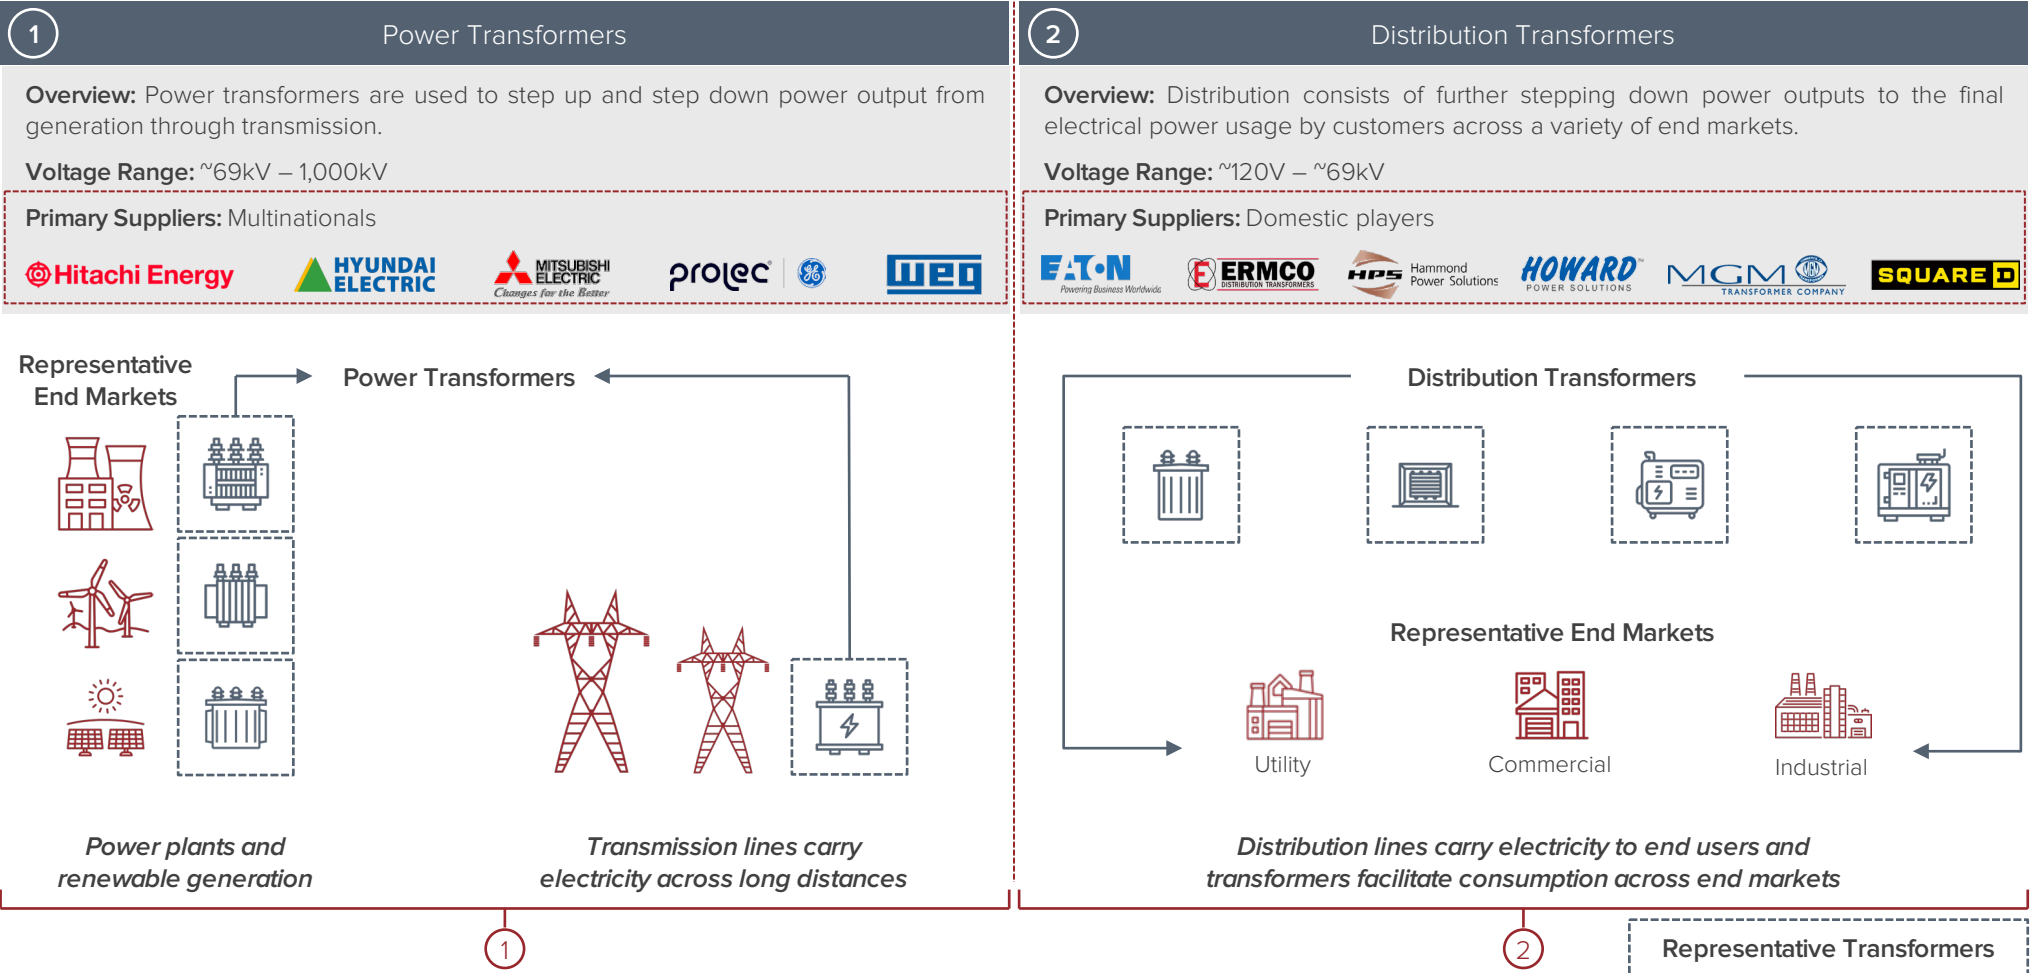 1
Power Transformers
Overview: Power transformers are used to step up and step down power output from
generation through transmission.
Voltage Range: ~69kV – 1,000kV
Primary Suppliers: Multinationals
Hitachi Energy
HYUNDAI
ELECTRIC
MITSUBISHI
ELECTRIC
Changes for the Better
prolec
GE
weg
Representative
End Markets
Power Transformers
Power plants and
renewable generation
Transmission lines carry
electricity across long distances
1
2
Distribution Transformers
Overview: Distribution consists of further stepping down power outputs to the final
electrical power usage by customers across a variety of end markets.
Voltage Range: ~120V – ~69kV
Primary Suppliers: Domestic players
EATON
Powering Business Worldwide
E ERMCO
DISTRIBUTION TRANSFORMERS
HPS
Hammond
Power Solutions
HOWARD™
POWER SOLUTIONS
MGM
TRANSFORMER COMPANY
SQUARE D
Distribution Transformers
Representative End Markets
Utility
Commercial
Industrial
Distribution lines carry electricity to end users and
transformers facilitate consumption across end markets
2
Representative Transformers